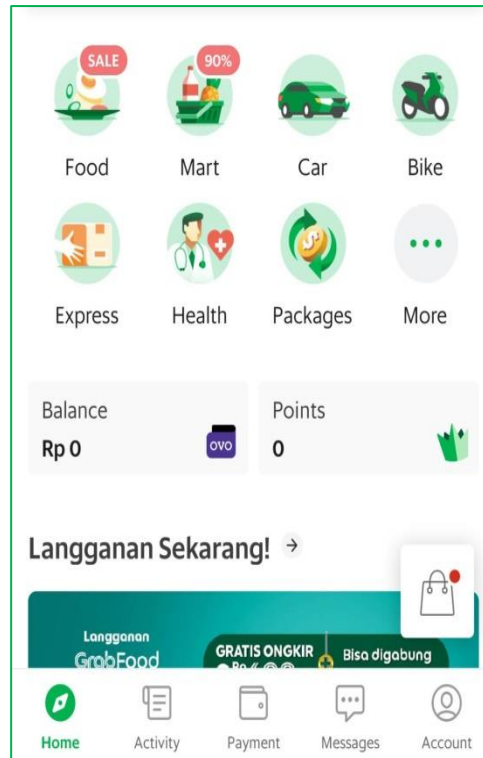 SALE 90%
Food Mart Car Bike
Express Health Packages More
Balance Points
Rp 0 ovo 0
Langganan Sekarang!
Langganan
GrabFood
GRATIS ONGKIR
Bisa digabung
Home Activity Payment Messages Account